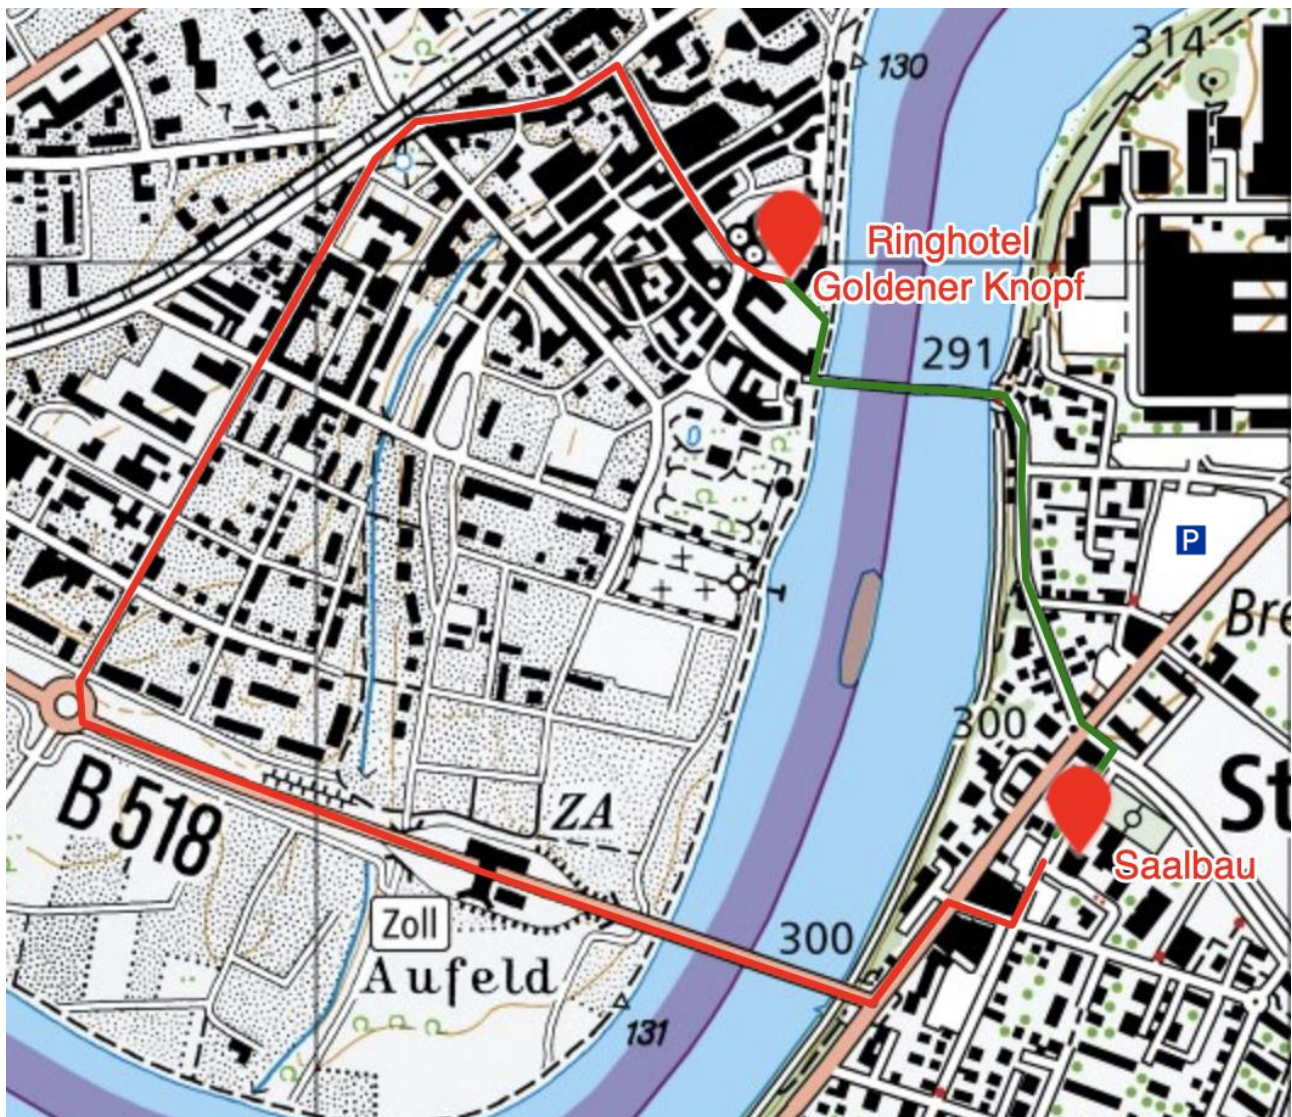 314
130
Ringhotel
Goldener Knopf
291
P
Bre
300
St
B 518
ZA
Saalbau
Zoll
300
Aufeld
131